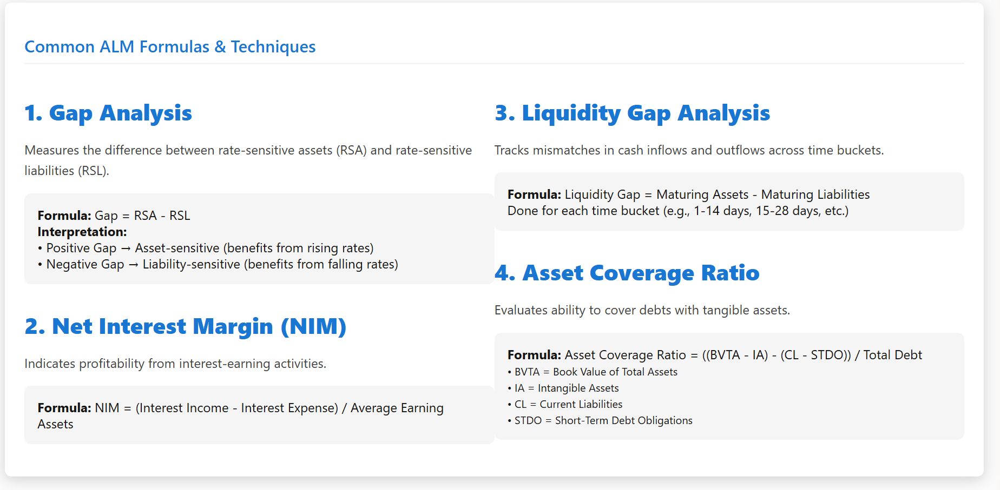 Common ALM Formulas & Techniques
1. Gap Analysis
Measures the difference between rate-sensitive assets (RSA) and rate-sensitive
liabilities (RSL).
Formula: Gap = RSA - RSL
Interpretation:
• Positive Gap → Asset-sensitive (benefits from rising rates)
• Negative Gap → Liability-sensitive (benefits from falling rates)
2. Net Interest Margin (NIM)
Indicates profitability from interest-earning activities.
Formula: NIM = (Interest Income - Interest Expense) / Average Earning
Assets
3. Liquidity Gap Analysis
Tracks mismatches in cash inflows and outflows across time buckets.
Formula: Liquidity Gap = Maturing Assets - Maturing Liabilities
Done for each time bucket (e.g., 1-14 days, 15-28 days, etc.)
4. Asset Coverage Ratio
Evaluates ability to cover debts with tangible assets.
Formula: Asset Coverage Ratio = ((BVTA - IA) - (CL - STDO)) / Total Debt
• BVTA = Book Value of Total Assets
• IA = Intangible Assets
• CL = Current Liabilities
• STDO = Short-Term Debt Obligations